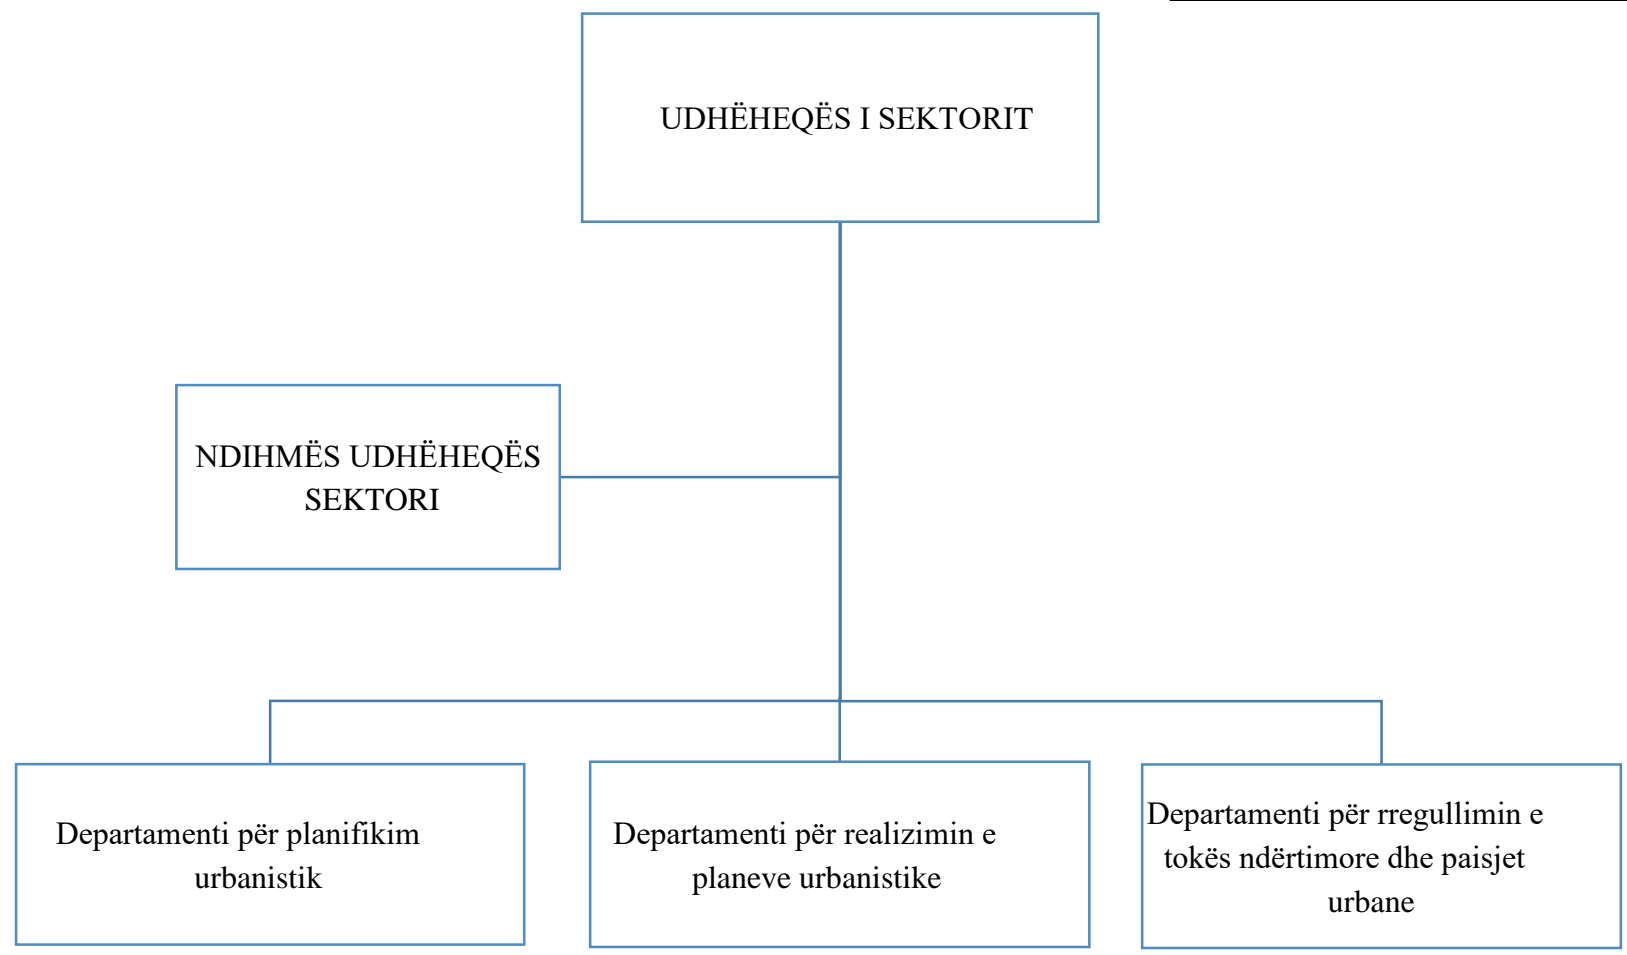 UDHËHEQËS I SEKTORIT
NDIHMËS UDHËHEQËS
SEKTORI
Departamenti për planifikim
urbanistik
Departamenti për realizimin e
planeve urbanistike
Departamenti për rregullimin e
tokës ndërtimore dhe paisjet
urbane